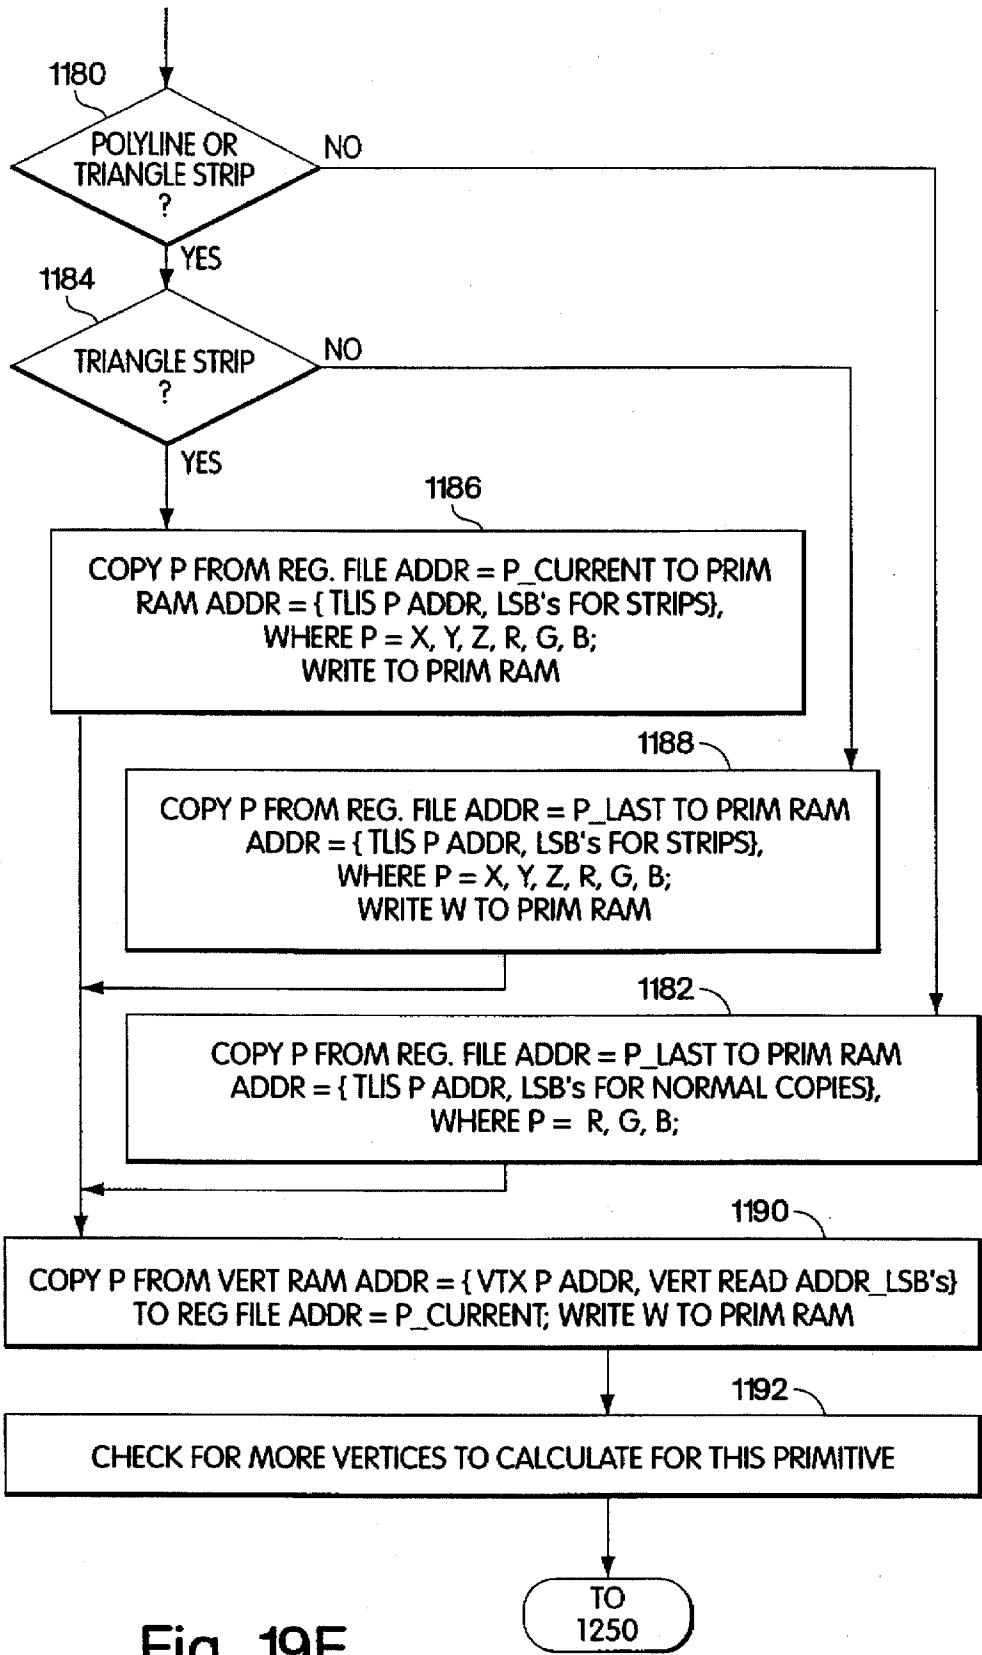 1180
POLYLINE OR
TRIANGLE STRIP
?
NO
YES
1184
TRIANGLE STRIP
?
NO
YES
1186
COPY P FROM REG. FILE ADDR = P_CURRENT TO PRIM
RAM ADDR = { TLIS P ADDR, LSB's FOR STRIPS},
WHERE P = X, Y, Z, R, G, B;
WRITE TO PRIM RAM
1188
COPY P FROM REG. FILE ADDR = P_LAST TO PRIM RAM
ADDR = { TLIS P ADDR, LSB's FOR STRIPS},
WHERE P = X, Y, Z, R, G, B;
WRITE W TO PRIM RAM
1182
COPY P FROM REG. FILE ADDR = P_LAST TO PRIM RAM
ADDR = { TLIS P ADDR, LSB's FOR NORMAL COPIES},
WHERE P = R, G, B;
1190
COPY P FROM VERT RAM ADDR = { VTX P ADDR, VERT READ ADDR_LSB's}
TO REG FILE ADDR = P_CURRENT; WRITE W TO PRIM RAM
1192
CHECK FOR MORE VERTICES TO CALCULATE FOR THIS PRIMITIVE
TO
1250
Fig.